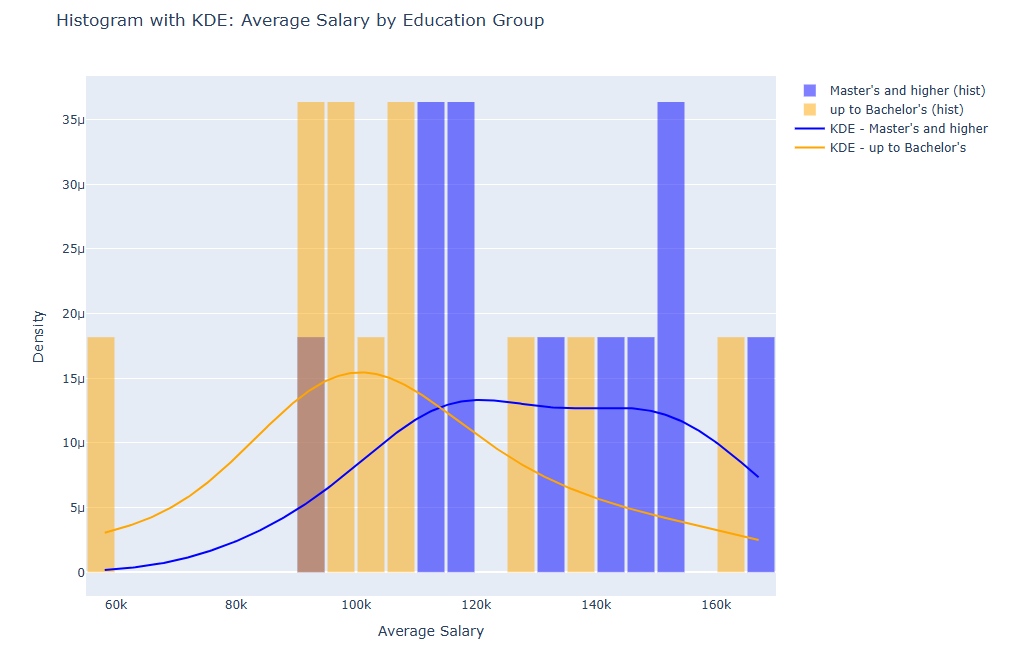 Histogram with KDE: Average Salary by Education Group
Master's and higher (hist)
up to Bachelor's (hist)
KDE - Master's and higher
KDE - up to Bachelor's
35μ
30μ
25μ
20μ
15μ
10μ
5μ
0
Density
60k 80k 100k 120k 140k 160k
Average Salary